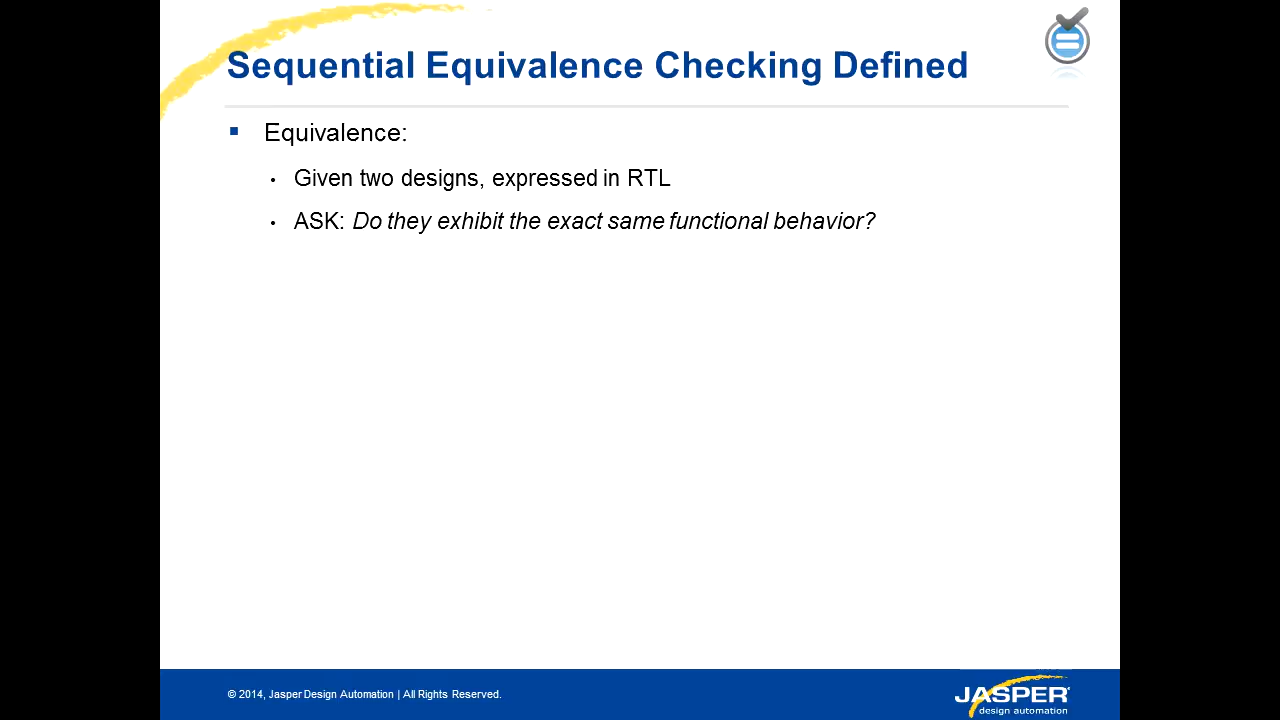 Sequential Equivalence Checking Defined
Equivalence:
Given two designs, expressed in RTL
ASK: Do they exhibit the exact same functional behavior?
© 2014, Jasper Design Automation | All Rights Reserved.
JASPER®
design automation